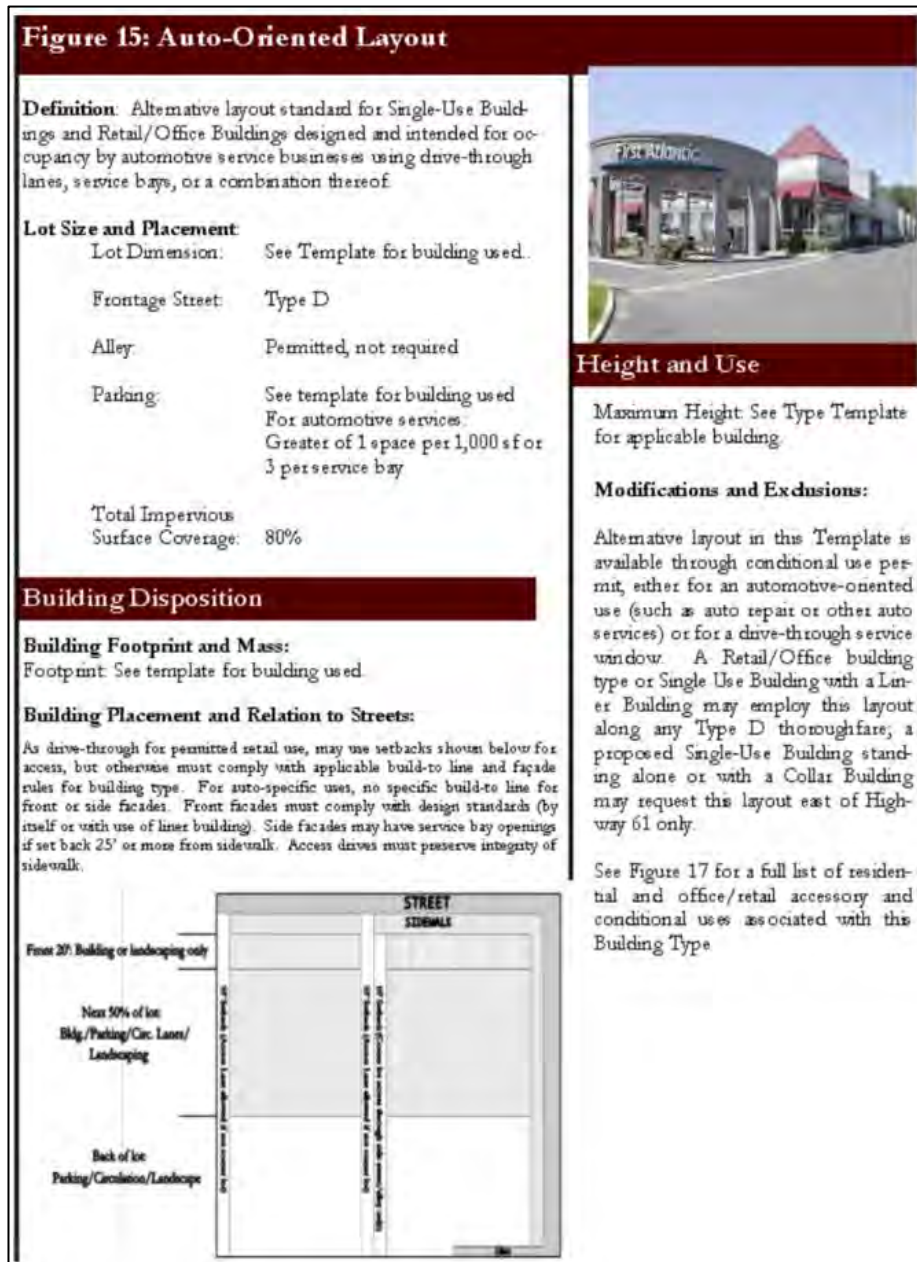 Figure 15: Auto-Oriented Layout
Definition: Alternative layout standard for Single-Use Build-
ings and Retail/Office Buildings designed and intended for oc-
cupancy by automotive service businesses using drive-through
lanes, service bays, or a combination thereof.
Lot Size and Placement:
Lot Dimension: See Template for building used..
Frontage Street: Type D
Alley: Permitted, not required
Parking: See template for building used
For automotive services:
Greater of 1 space per 1,000 sf or
3 per service bay
Total Impervious
Surface Coverage: 80%
Building Disposition
Building Footprint and Mass:
Footprint: See template for building used.
Building Placement and Relation to Streets:
As drive-through for permitted retail use, may use setbacks shown below for
access, but otherwise must comply with applicable build-to line and façade
rules for building type. For auto-specific uses, no specific build-to line for
front or side facades. Front facades must comply with design standards (by
itself or with use of liner building). Side facades may have service bay openings
if set back 25' or more from sidewalk. Access drives must preserve integrity of
sidewalk.
STREET
SIDEWALK
Front 20': Building or landscaping only
Next 50% of lot:
Bldg./Parking/Circ. Lanes/
Landscaping
Back of lot:
Parking/Circulation/Landscape
First Atlantic
Height and Use
Maximum Height: See Type Template
for applicable building.
Modifications and Exclusions:
Alternative layout in this Template is
available through conditional use per-
mit, either for an automotive-oriented
use (such as auto repair or other auto
services) or for a drive-through service
window. A Retail/Office building
type or Single Use Building with a Lin-
er Building may employ this layout
along any Type D thoroughfare; a
proposed Single-Use Building stand-
ing alone or with a Collar Building
may request this layout east of High-
way 61 only.
See Figure 17 for a full list of residen-
tial and office/retail accessory and
conditional uses associated with this
Building Type